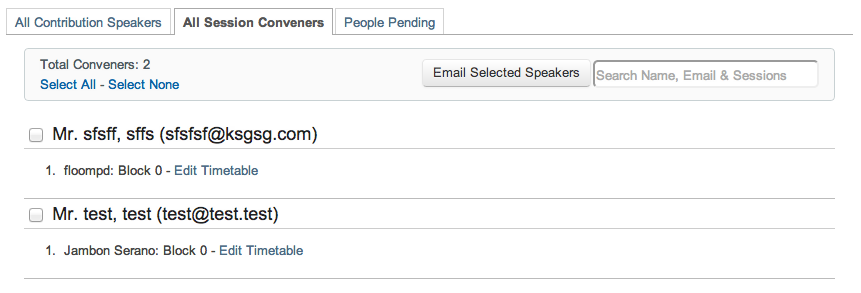 All Contribution Speakers All Session Conveners People Pending
Total Conveners: 2
Select All - Select None
Email Selected Speakers
Search Name, Email & Sessions
Mr. sfsff, sffs (sfsfsf@ksgsg.com)
1. floompd: Block 0 - Edit Timetable
Mr. test, test (test@test.test)
1. Jambon Serano: Block 0 - Edit Timetable